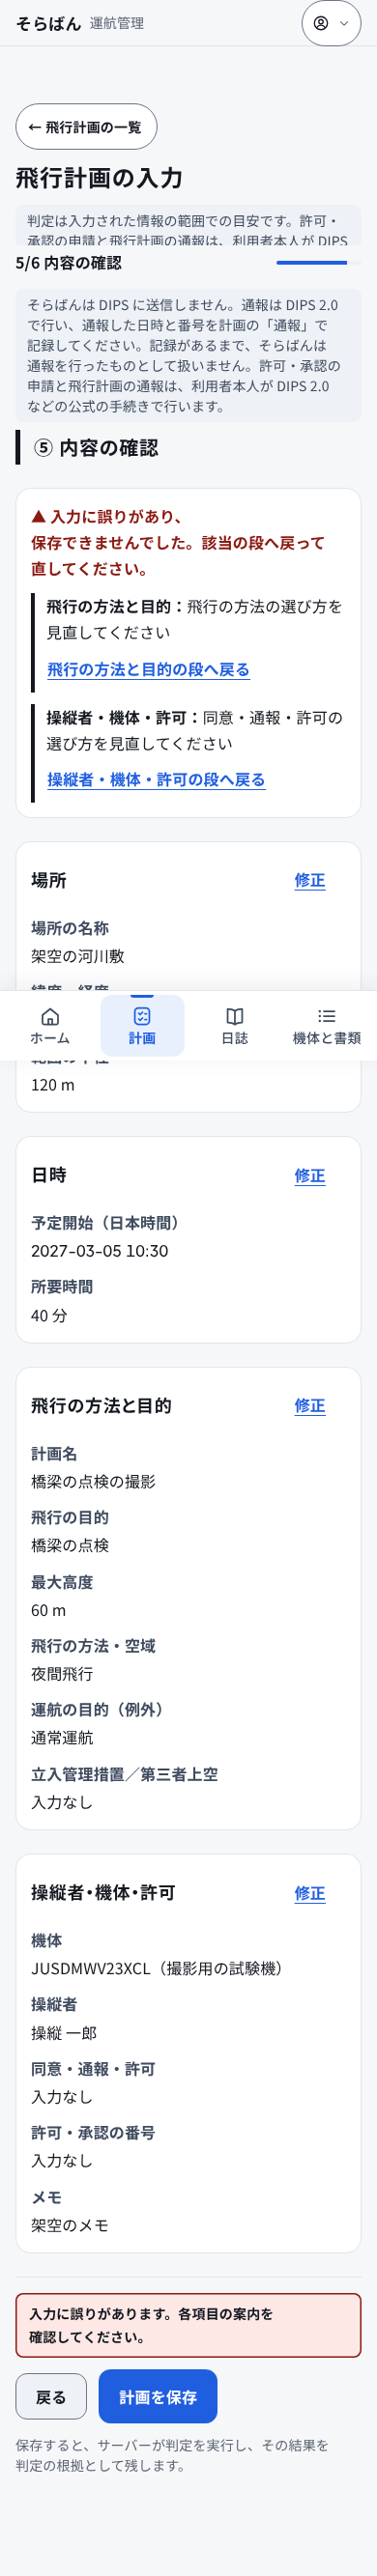 そらばん 運航管理
← 飛行計画の一覧
飛行計画の入力
判定は入力された情報の範囲での目安です。許可・
承認の申請と飛行計画の通報は、利用者本人が DIPS
5/6 内容の確認
そらばんは DIPS に送信しません。通報は DIPS 2.0
で行い、通報した日時と番号を計画の「通報」で
記録してください。記録があるまで、そらばんは
通報を行ったものとして扱いません。許可・承認の
申請と飛行計画の通報は、利用者本人が DIPS 2.0
などの公式の手続きで行います。
⑤ 内容の確認
▲ 入力に誤りがあり、
保存できませんでした。該当の段へ戻って
直してください。
飛行の方法と目的：飛行の方法の選び方を
見直してください
飛行の方法と目的の段へ戻る
操縦者・機体・許可：同意・通報・許可の
選び方を見直してください
操縦者・機体・許可の段へ戻る
場所 修正
場所の名称
架空の河川敷
ホーム 計画 日誌 機体と書類
120 m
日時 修正
予定開始（日本時間）
2027-03-05 10:30
所要時間
40 分
飛行の方法と目的 修正
計画名
橋梁の点検の撮影
飛行の目的
橋梁の点検
最大高度
60 m
飛行の方法・空域
夜間飛行
運航の目的（例外）
通常運航
立入管理措置／第三者上空
入力なし
操縦者・機体・許可 修正
機体
JUSDMWV23XCL（撮影用の試験機）
操縦者
操縦 一郎
同意・通報・許可
入力なし
許可・承認の番号
入力なし
メモ
架空のメモ
入力に誤りがあります。各項目の案内を
確認してください。
戻る 計画を保存
保存すると、サーバーが判定を実行し、その結果を
判定の根拠として残します。